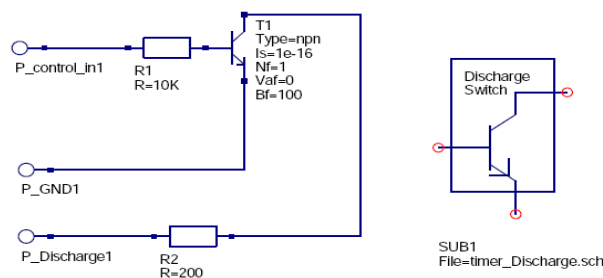 T1
Type=npn
Is=1e-16
Nf=1
Vaf=0
Bf=100
P_control_in1
R1
R=10K
P_GND1
P_Discharge1
R2
R=200
Discharge
Switch
SUB1
File=timer_Discharge.sch